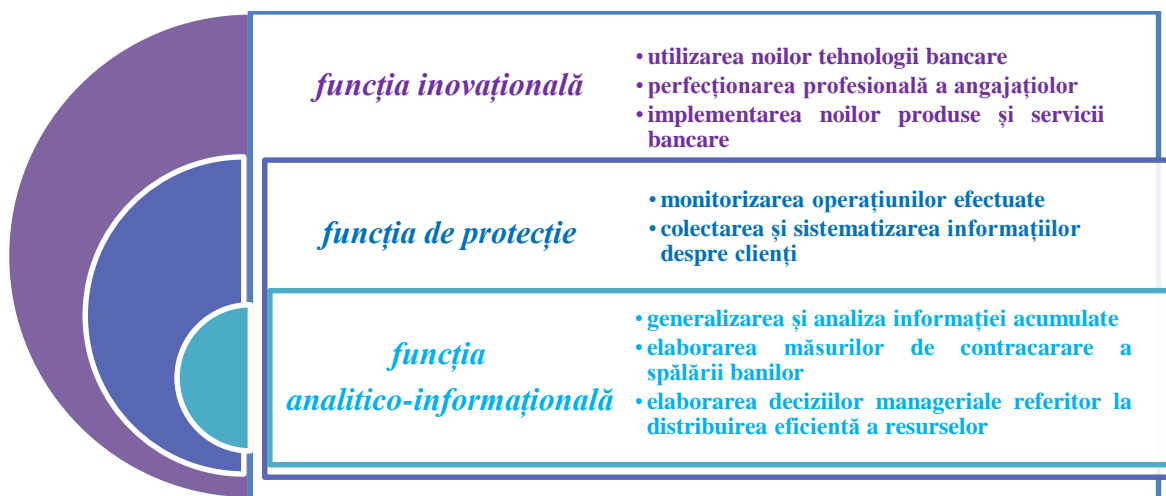 funcția inovațională
• utilizarea noilor tehnologii bancare
• perfecționarea profesională a angajațiolor
• implementarea noilor produse și servicii
bancare
funcția de protecție
• monitorizarea operațiunilor efectuate
• colectarea și sistematizarea informațiilor
despre clienți
funcția
analitico-informațională
• generalizarea și analiza informației acumulate
• elaborarea măsurilor de contracarare a
spălării banilor
• elaborarea deciziilor manageriale referitor la
distribuirea eficientă a resurselor